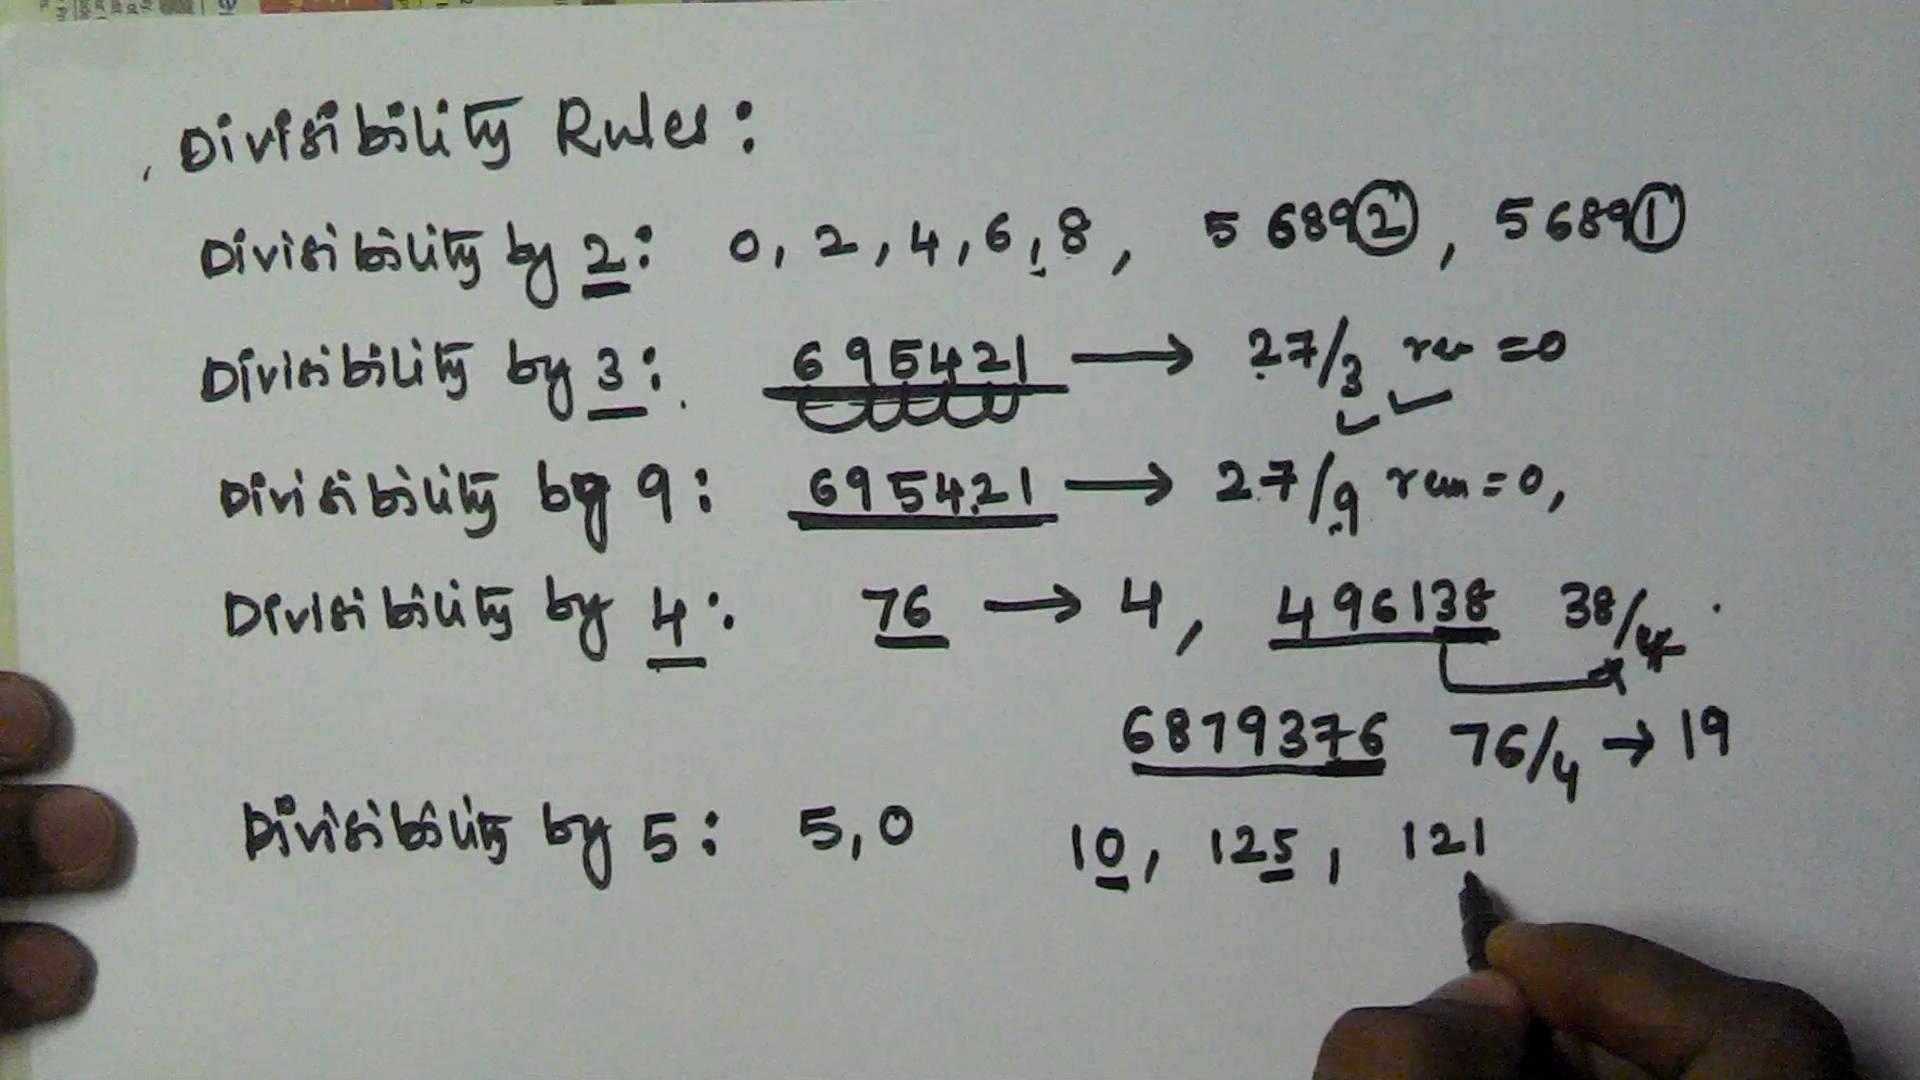 Divisibility Rules:
Divisibility by 2: 0, 2, 4, 6, 8, 56892, 56891
Divisibility by 3: 695421 → 27/3 rem = 0
Divisibility by 9: 695421 → 27/9 rem = 0,
Divisibility by 4: 76 → 4, 496138 38/4
6879376 76/4 → 19
Divisibility by 5: 5, 0 10, 125, 121